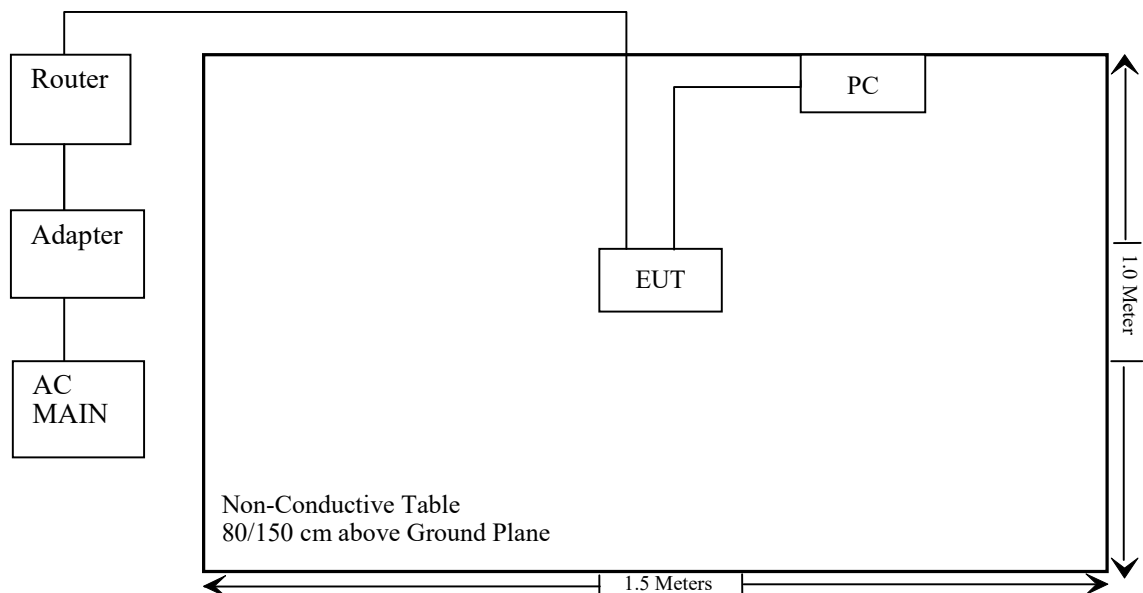 Router
PC
Adapter
EUT
1.0 Meter
AC
MAIN
Non-Conductive Table
80/150 cm above Ground Plane
1.5 Meters